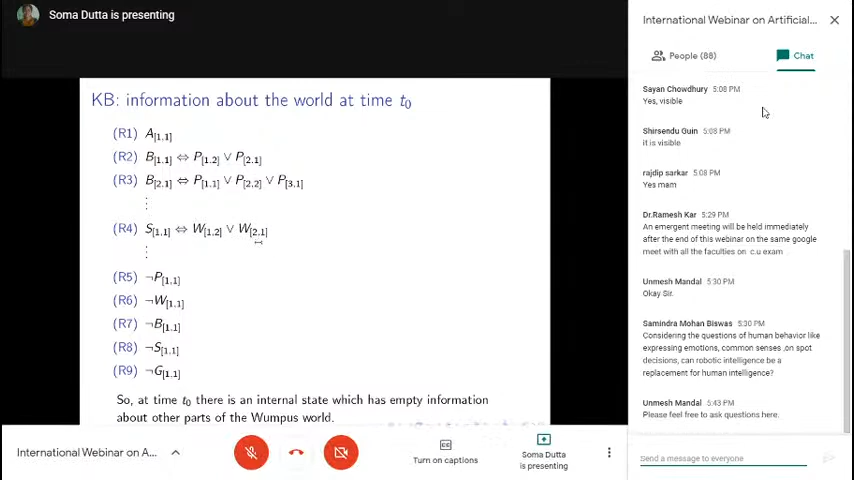 Soma Dutta is presenting
KB: information about the world at time t₀
(R1) A[1,1]
(R2) B[1,1] ⇔ P[1,2] ∨ P[2,1]
(R3) B[2,1] ⇔ P[1,1] ∨ P[2,2] ∨ P[3,1]
⋮
(R4) S[1,1] ⇔ W[1,2] ∨ W[2,1]
⋮
(R5) ¬P[1,1]
(R6) ¬W[1,1]
(R7) ¬B[1,1]
(R8) ¬S[1,1]
(R9) ¬G[1,1]
So, at time t₀ there is an internal state which has empty information
about other parts of the Wumpus world.
International Webinar on A...
Turn on captions
Soma Dutta
is presenting
International Webinar on Artificial...
People (88)
Chat
Sayan Chowdhury 5:08 PM
Yes, visible
Shirsendu Guin 5:08 PM
it is visible
rajdip sarkar 5:08 PM
Yes mam
Dr.Ramesh Kar 5:29 PM
An emergent meeting will be held immediately
after the end of this webinar on the same google
meet with all the faculties on c.u exam
Unmesh Mandal 5:30 PM
Okay Sir.
Samindra Mohan Biswas 5:30 PM
Considering the questions of human behavior like
expressing emotions, common senses ,on spot
decisions, can robotic intelligence be a
replacement for human intelligence?
Unmesh Mandal 5:43 PM
Please feel free to ask questions here.
Send a message to everyone